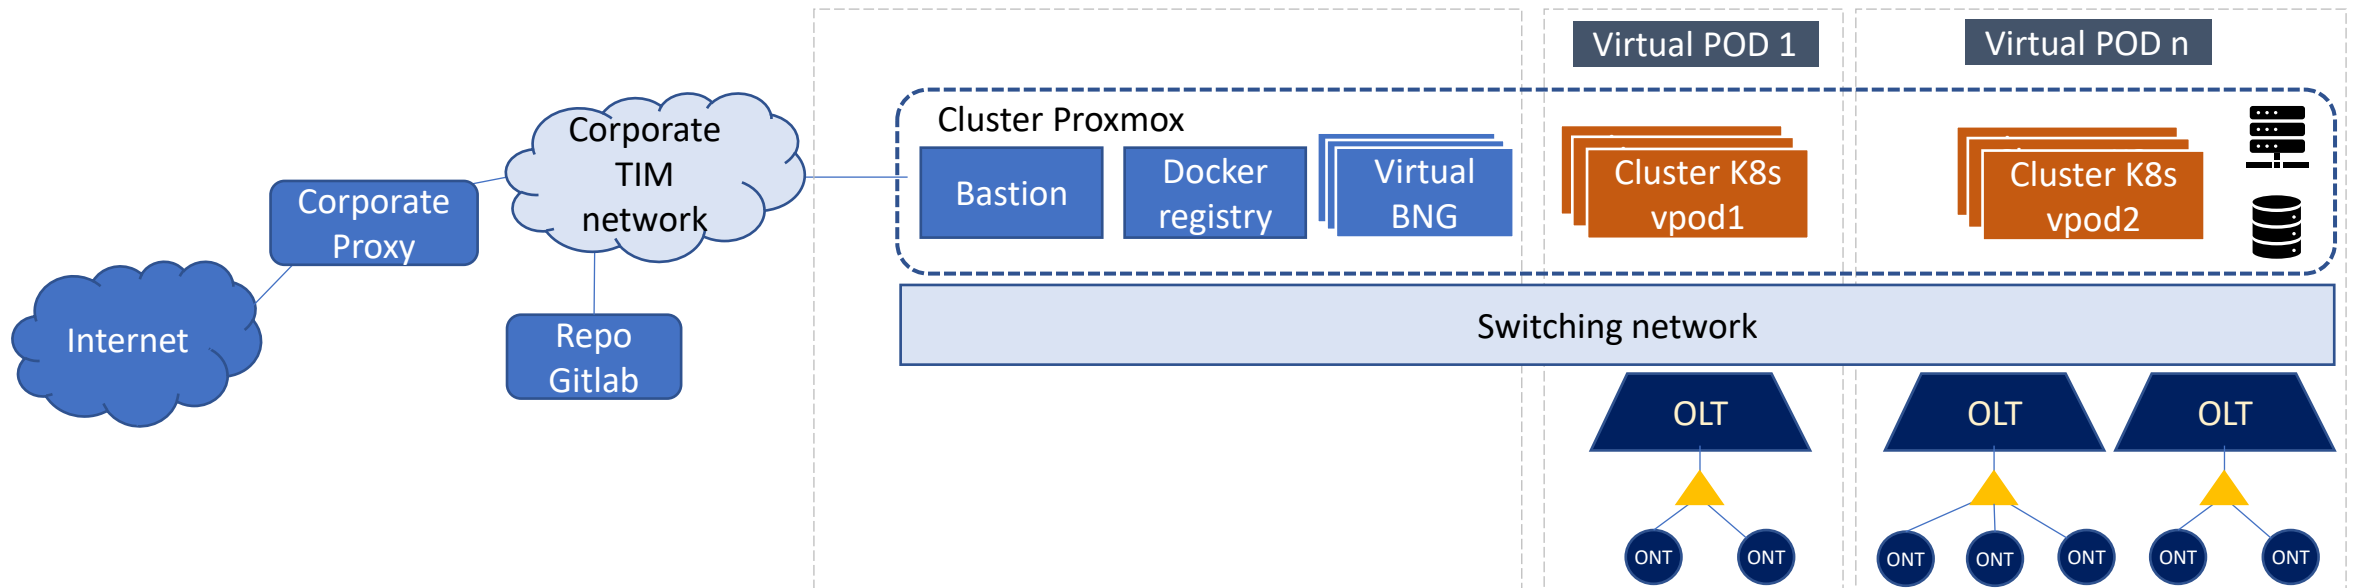 Virtual POD 1
Virtual POD n
Cluster Proxmox
Corporate
TIM
network
Corporate
Proxy
Internet
Repo
Gitlab
Bastion
Docker
registry
Virtual
BNG
Cluster K8s
vpod1
Cluster K8s
vpod2
Switching network
OLT
OLT
OLT
ONT
ONT
ONT
ONT
ONT
ONT
ONT